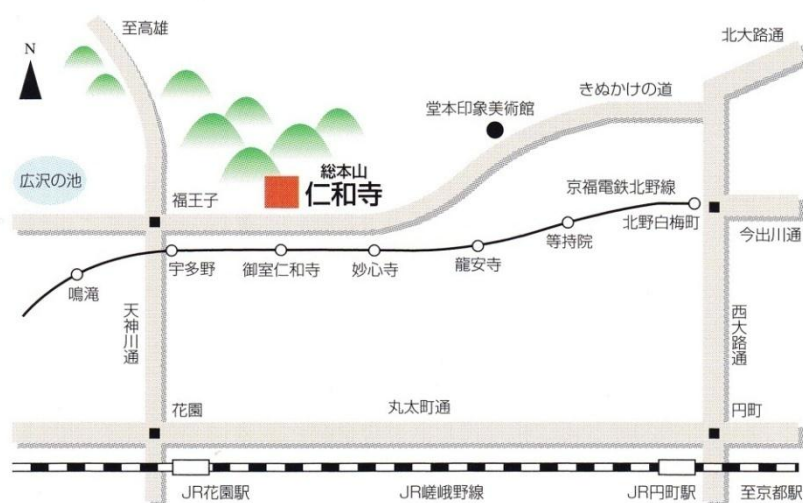 至高雄
北大路通
N
きぬかけの道
堂本印象美術館
広沢の池
総本山
仁和寺
福王子
京福電鉄北野線
北野白梅町
今出川通
等持院
龍安寺
妙心寺
御室仁和寺
宇多野
鳴滝
天神川通
西大路通
花園
丸太町通
円町
JR花園駅
JR嵯峨野線
JR円町駅
至京都駅